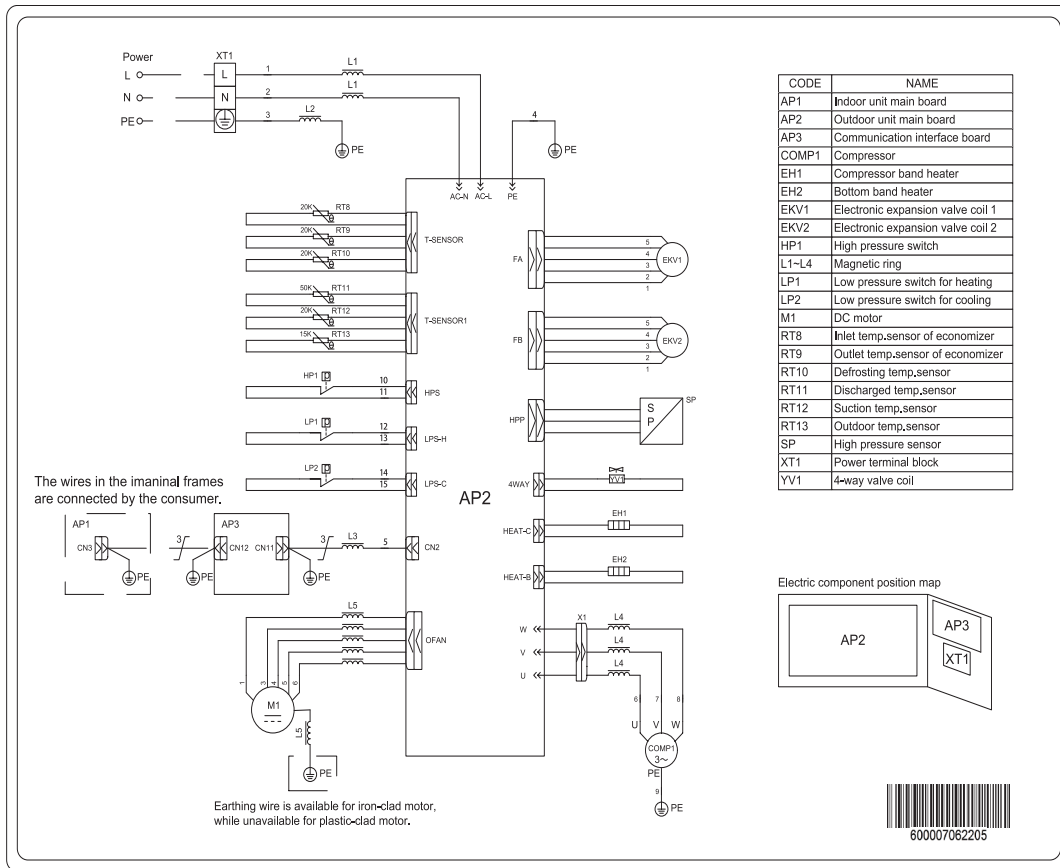 Power
XT1
L
L
1
L1
N
N
2
L1
PE
3
L2
PE
4
PE
AC-N
AC-L
PE
20K
RT8
20K
RT9
20K
RT10
T-SENSOR
50K
RT11
20K
RT12
15K
RT13
T-SENSOR1
HP1
P
10
11
HPS
LP1
P
12
13
LPS-H
LP2
P
14
15
LPS-C
AP2
The wires in the imaninal frames
are connected by the consumer.
AP1
CN3
PE
3
PE
AP3
CN12
CN11
PE
3
L3
5
CN2
L5
OFAN
1
3
4
5
6
M1
L5
PE
Earthing wire is available for iron-clad motor,
while unavailable for plastic-clad motor.
FA
5
4
3
2
1
EKV1
FB
5
4
3
2
1
EKV2
HPP
S
P
SP
4WAY
YV1
HEAT-C
EH1
HEAT-B
EH2
X1
W
L4
V
L4
U
L4
6
7
8
U
V
W
COMP1
3~
PE
9
PE
CODE NAME
AP1 Indoor unit main board
AP2 Outdoor unit main board
AP3 Communication interface board
COMP1 Compressor
EH1 Compressor band heater
EH2 Bottom band heater
EKV1 Electronic expansion valve coil 1
EKV2 Electronic expansion valve coil 2
HP1 High pressure switch
L1~L4 Magnetic ring
LP1 Low pressure switch for heating
LP2 Low pressure switch for cooling
M1 DC motor
RT8 Inlet temp.sensor of economizer
RT9 Outlet temp.sensor of economizer
RT10 Defrosting temp.sensor
RT11 Discharged temp.sensor
RT12 Suction temp.sensor
RT13 Outdoor temp.sensor
SP High pressure sensor
XT1 Power terminal block
YV1 4-way valve coil
Electric component position map
AP2
AP3
XT1
600007062205